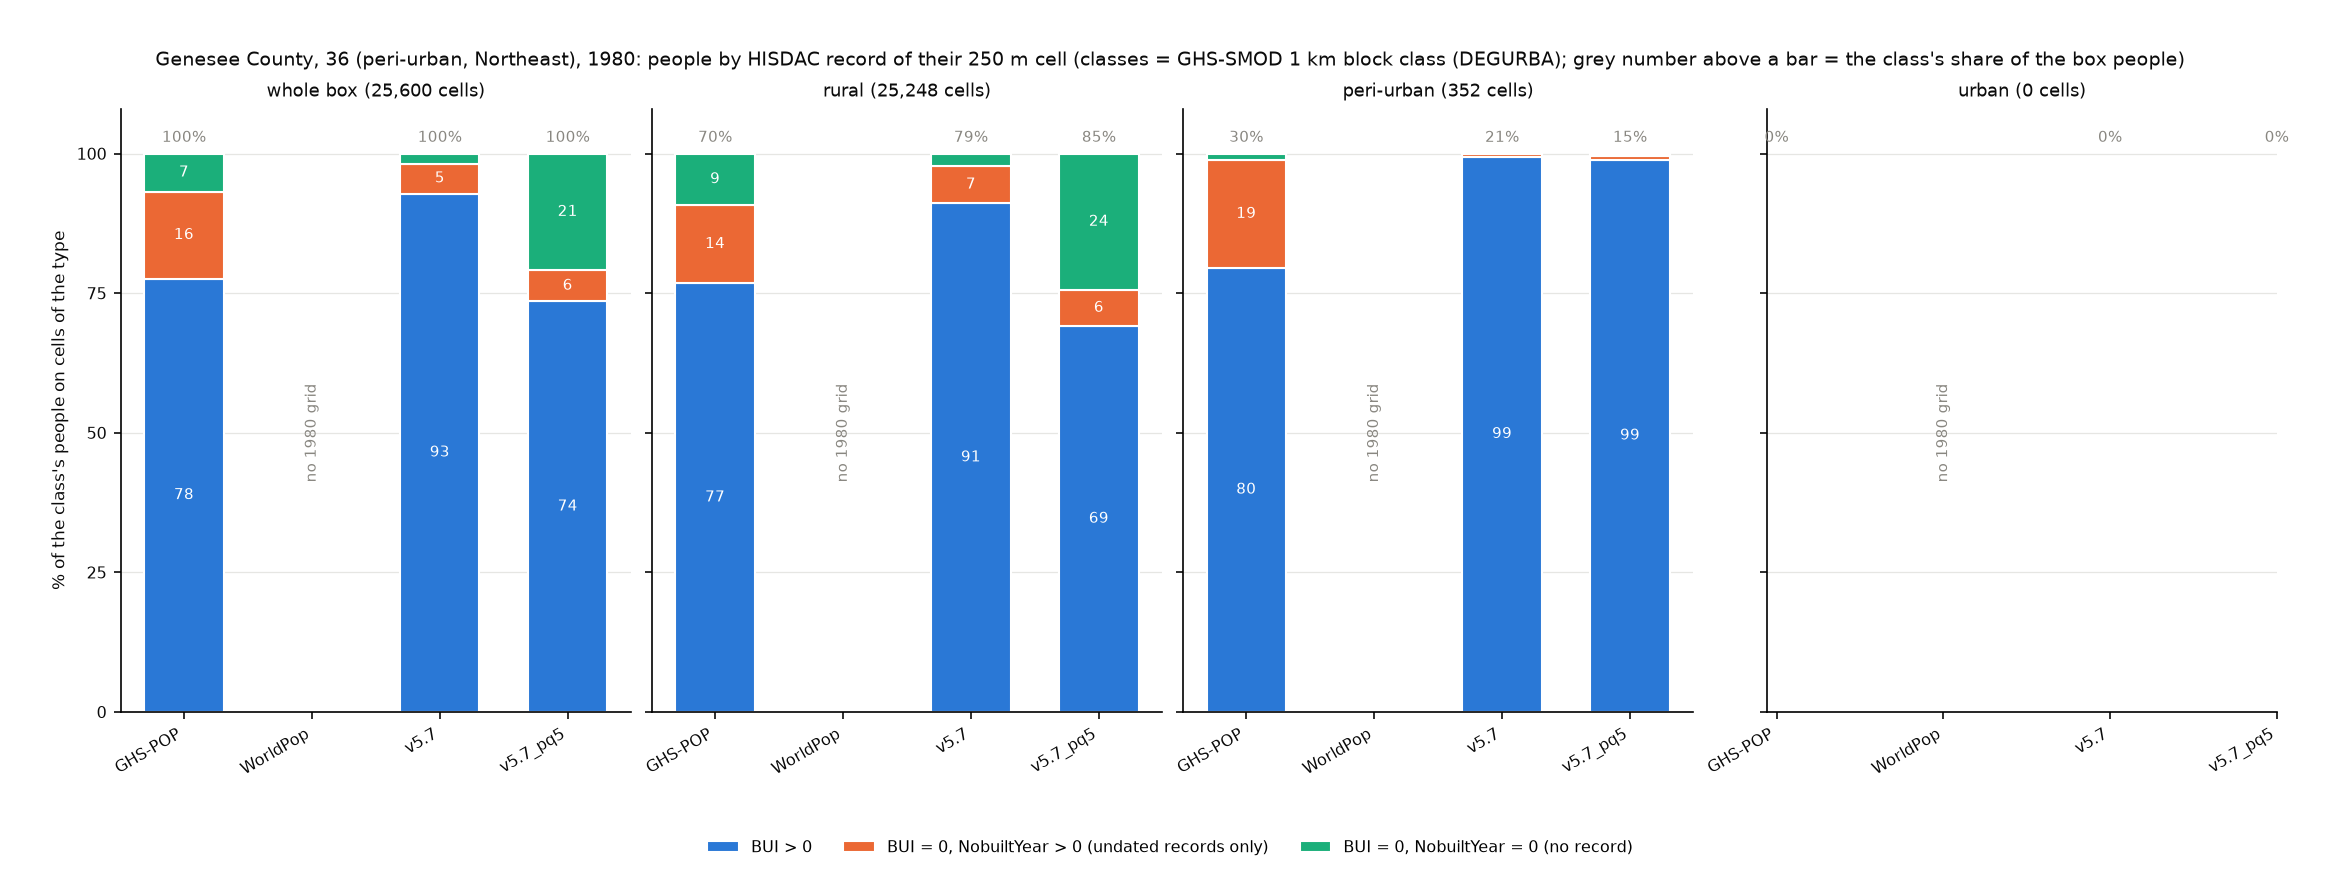 Genesee County, 36 (peri-urban, Northeast), 1980: people by HISDAC record of their 250 m cell (classes = GHS-SMOD 1 km block class (DEGURBA); grey number above a bar = the class's share of the box people)
whole box (25,600 cells)
rural (25,248 cells)
peri-urban (352 cells)
urban (0 cells)
% of the class's people on cells of the type
100
75
50
25
0
100%
100%
100%
7
16
78
no 1980 grid
5
93
21
6
74
GHS-POP
WorldPop
v5.7
v5.7_pq5
70%
79%
85%
9
14
77
no 1980 grid
7
91
24
6
69
GHS-POP
WorldPop
v5.7
v5.7_pq5
30%
21%
15%
19
80
no 1980 grid
99
99
GHS-POP
WorldPop
v5.7
v5.7_pq5
0%
0%
0%
no 1980 grid
GHS-POP
WorldPop
v5.7
v5.7_pq5
BUI > 0
BUI = 0, NobuiltYear > 0 (undated records only)
BUI = 0, NobuiltYear = 0 (no record)